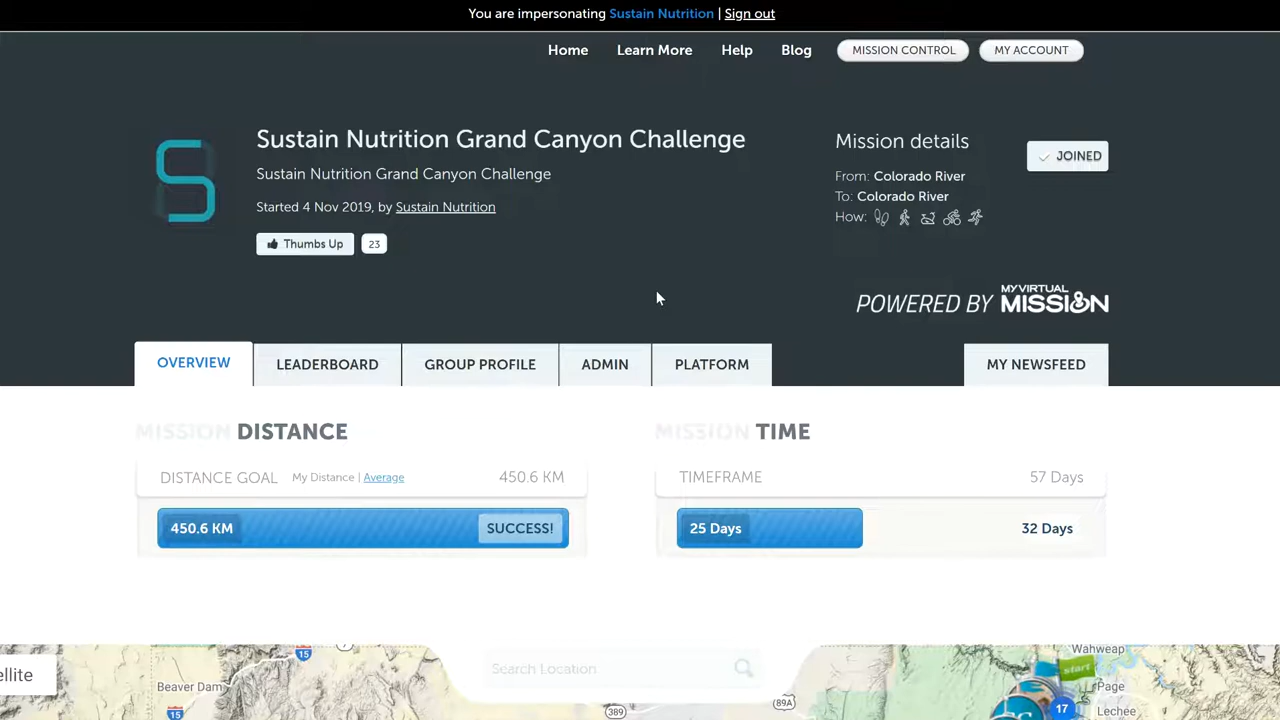 You are impersonating Sustain Nutrition | Sign out
Home Learn More Help Blog MISSION CONTROL MY ACCOUNT
Sustain Nutrition Grand Canyon Challenge
Sustain Nutrition Grand Canyon Challenge
Started 4 Nov 2019, by Sustain Nutrition
Thumbs Up 23
Mission details
JOINED
From: Colorado River
To: Colorado River
How:
POWERED BY MY VIRTUAL MISSION
OVERVIEW LEADERBOARD GROUP PROFILE ADMIN PLATFORM MY NEWSFEED
MISSION DISTANCE
DISTANCE GOAL My Distance | Average 450.6 KM
450.6 KM SUCCESS!
MISSION TIME
TIMEFRAME 57 Days
25 Days 32 Days
ellite
Search Location
15
Beaver Dam
15
389
89A
Wahweap
start
Page
17
Lechee